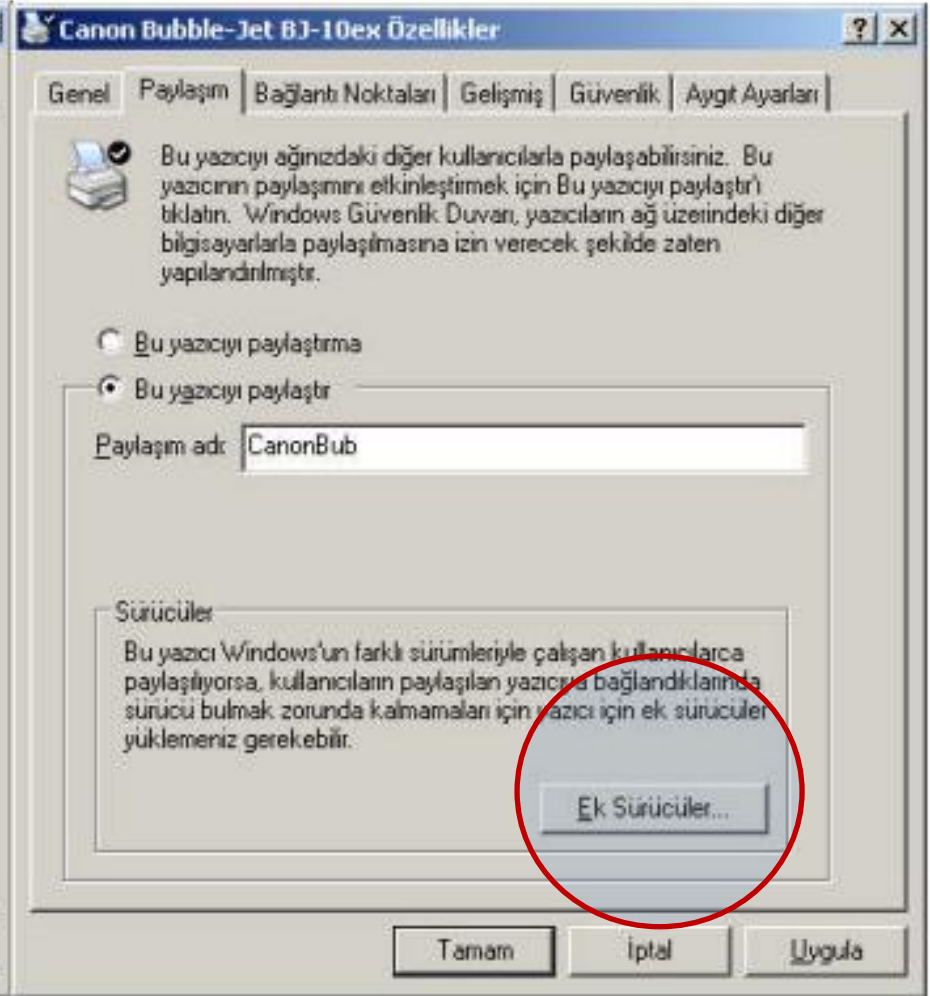 Canon Bubble-Jet BJ-10ex Özellikler
Genel Paylaşım Bağlantı Noktaları Gelişmiş Güvenlik Aygıt Ayarları
Bu yazıcıyı ağınızdaki diğer kullanıcılarla paylaşabilirsiniz. Bu
yazıcının paylaşımını etkinleştirmek için Bu yazıcıyı paylaştır'ı
tıklatın. Windows Güvenlik Duvarı, yazıcıların ağ üzerindeki diğer
bilgisayarlarla paylaşılmasına izin verecek şekilde zaten
yapılandırılmıştır.
Bu yazıcıyı paylaştırma
Bu yazıcıyı paylaştır
Paylaşım adı: CanonBub
Sürücüler
Bu yazıcı Windows'un farklı sürümleriyle çalışan kullanıcılarca
paylaşılıyorsa, kullanıcıların paylaşılan yazıcıya bağlandıklarında
sürücü bulmak zorunda kalmamaları için yazıcı için ek sürücüler
yüklemeniz gerekebilir.
Ek Sürücüler...
Tamam İptal Uygula